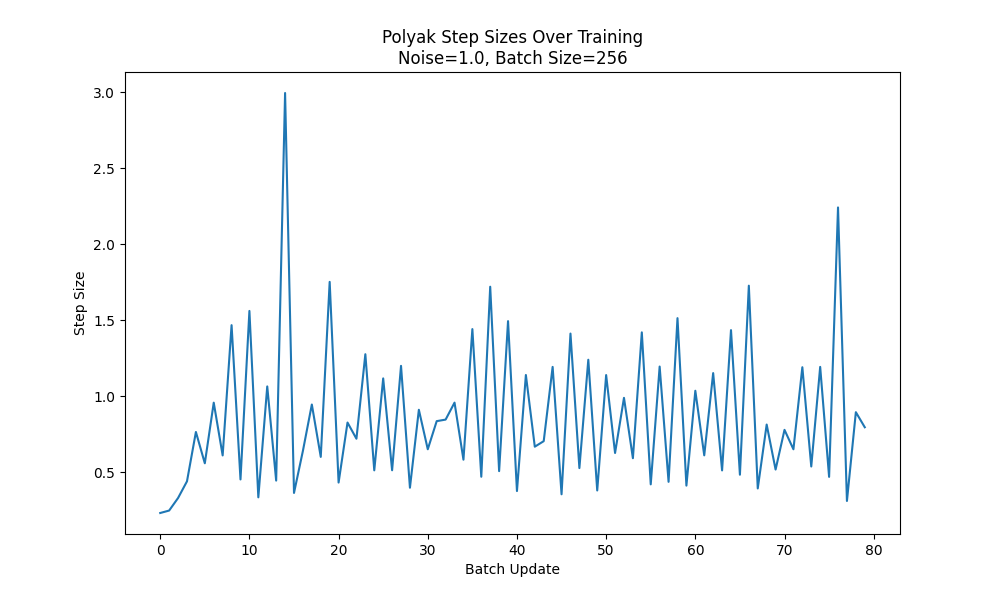 Polyak Step Sizes Over Training
Noise=1.0, Batch Size=256
3.0
2.5
2.0
1.5
1.0
0.5
Step Size
0 10 20 30 40 50 60 70 80
Batch Update